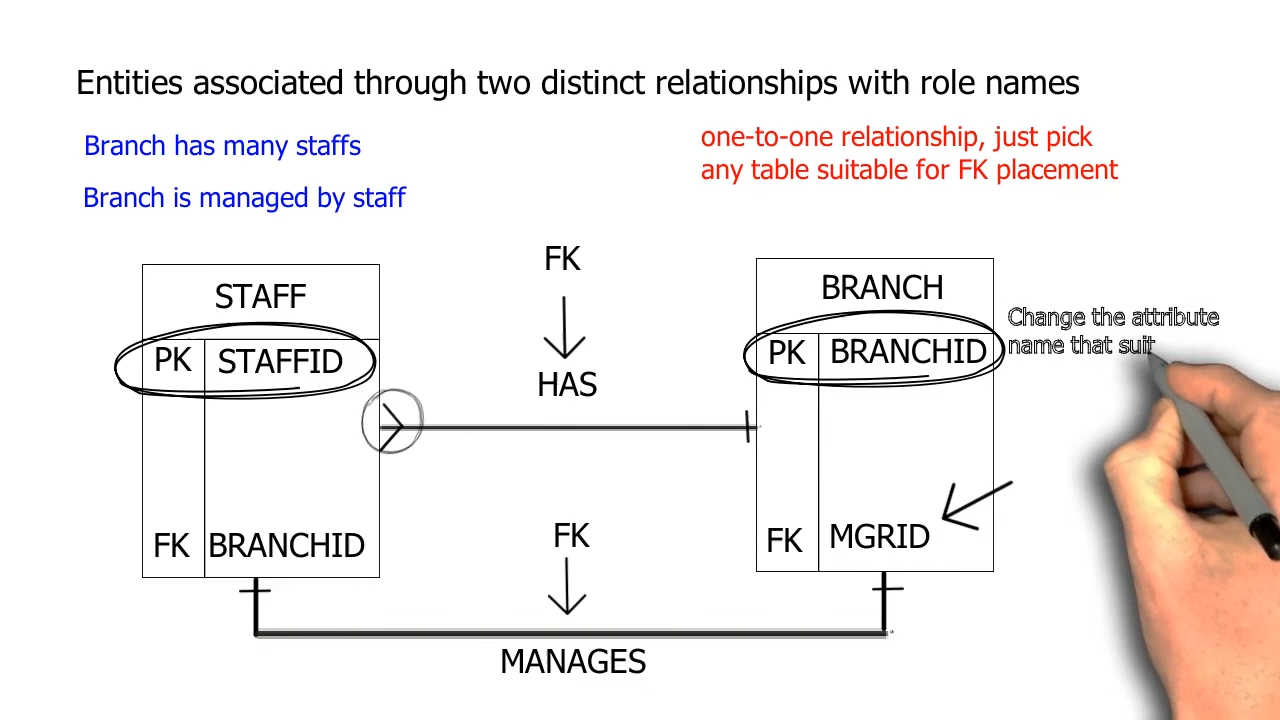 Entities associated through two distinct relationships with role names
Branch has many staffs
Branch is managed by staff
one-to-one relationship, just pick
any table suitable for FK placement
FK
HAS
STAFF
PK STAFFID
FK BRANCHID
BRANCH
PK BRANCHID
FK MGRID
Change the attribute
name that suit
FK
MANAGES